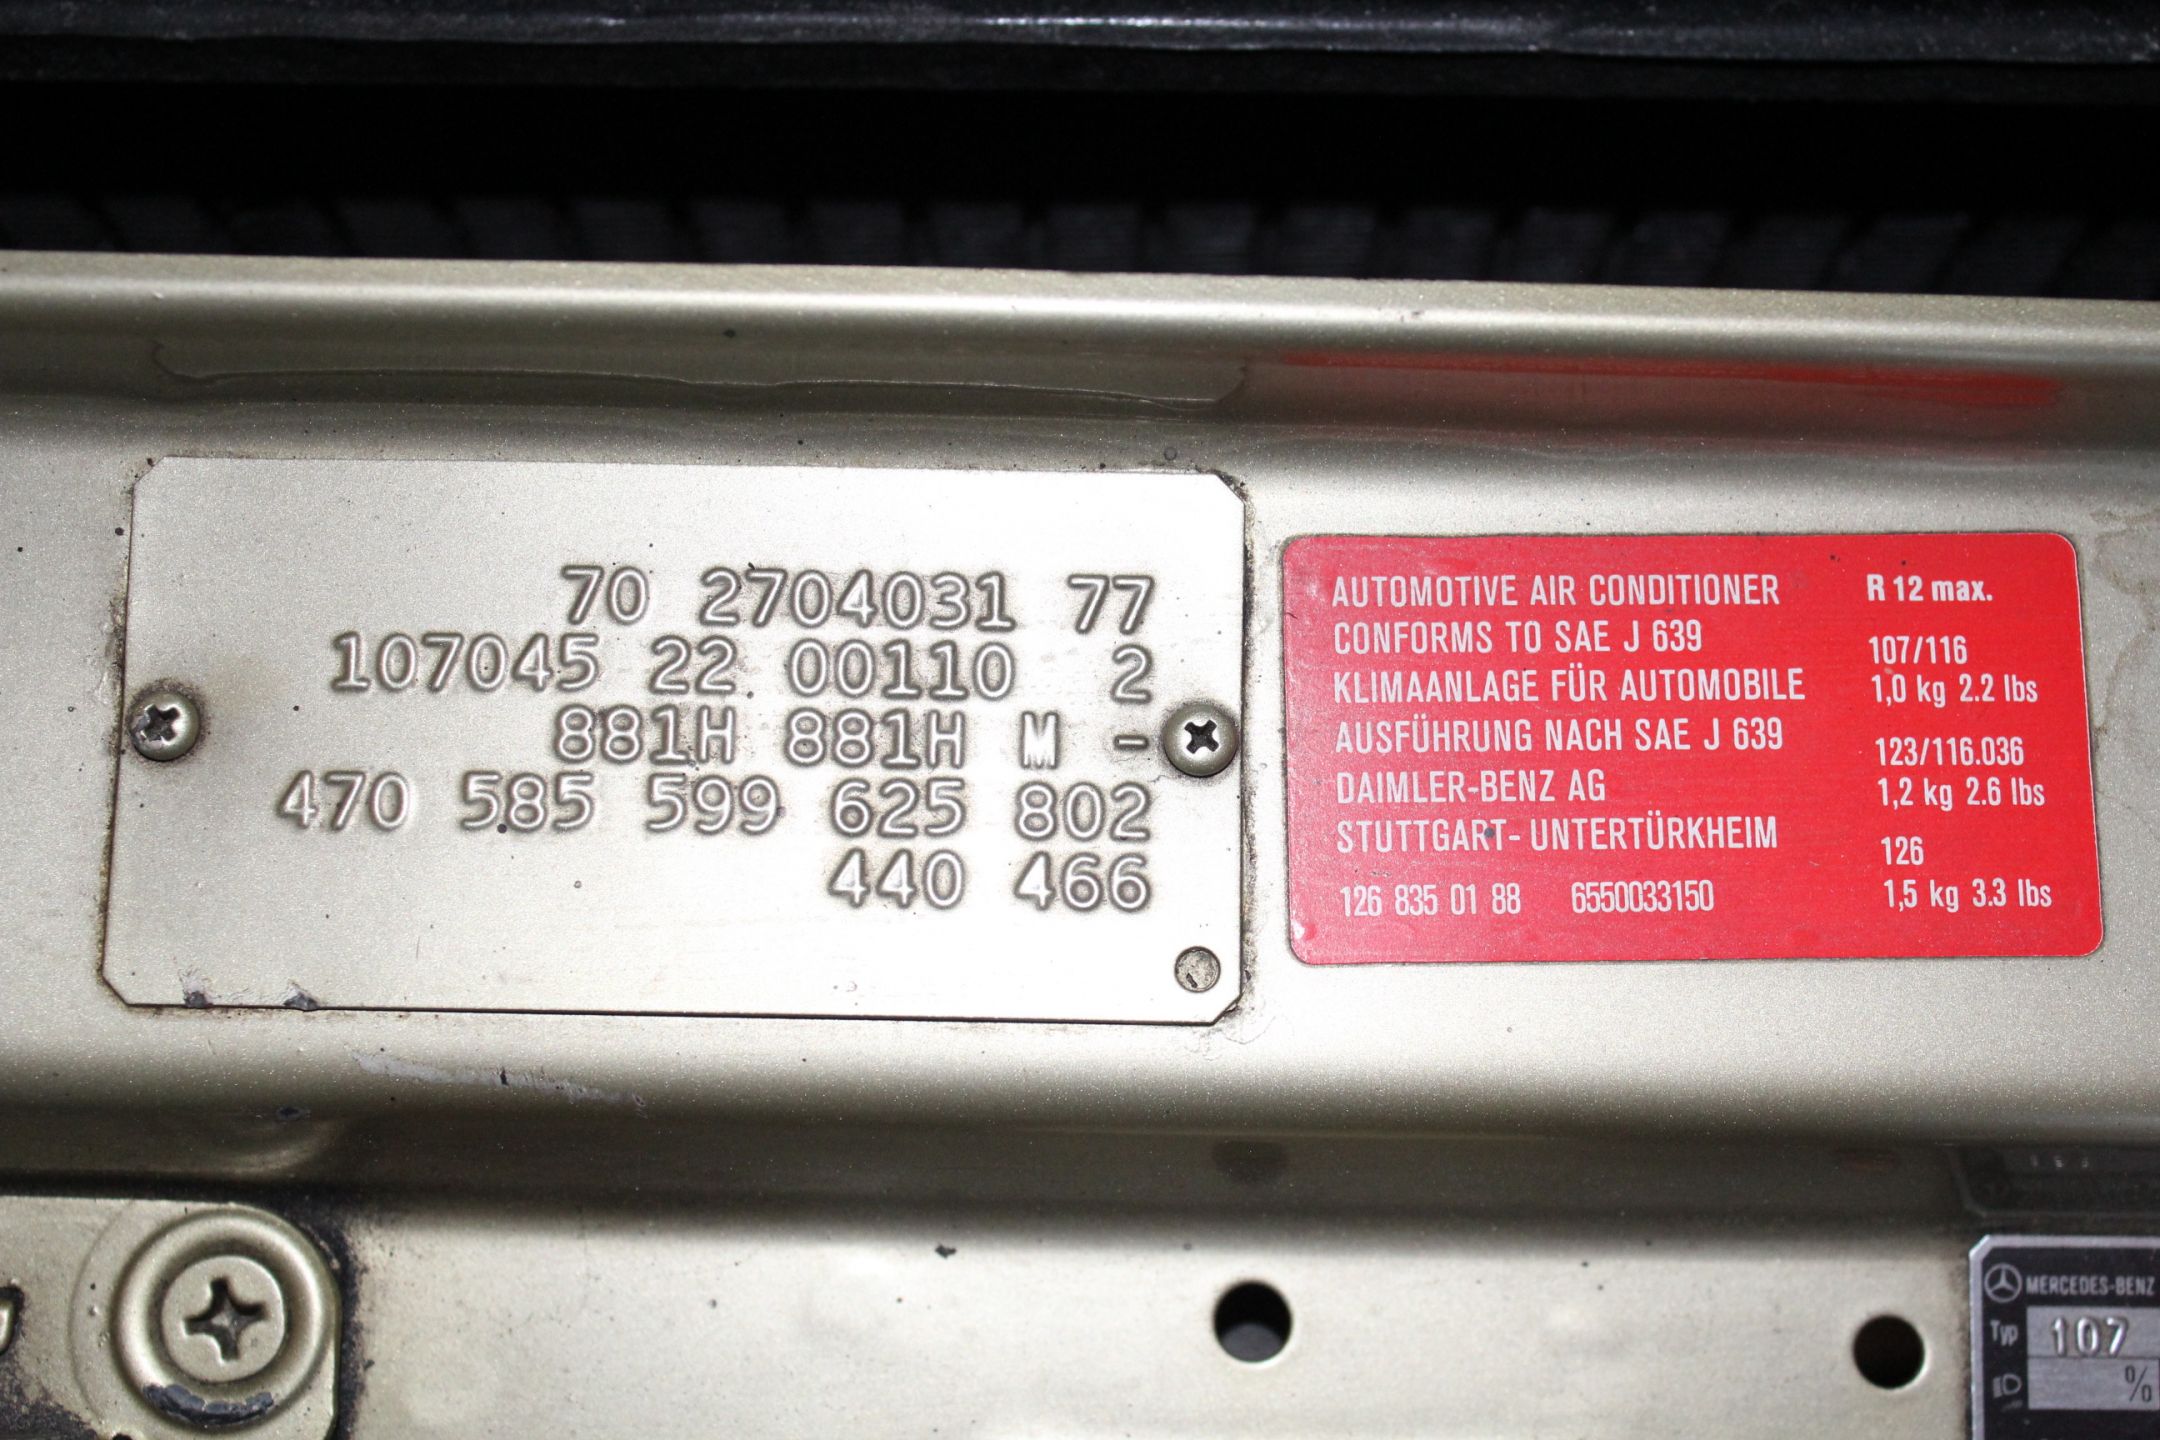 70 2704031 77
107045 22 00110 2
881H 881H M -
470 585 599 625 802
440 466
AUTOMOTIVE AIR CONDITIONER R 12 max.
CONFORMS TO SAE J 639 107/116
KLIMAANLAGE FÜR AUTOMOBILE 1,0 kg 2.2 lbs
AUSFÜHRUNG NACH SAE J 639 123/116.036
DAIMLER-BENZ AG 1,2 kg 2.6 lbs
STUTTGART- UNTERTÜRKHEIM 126
126 835 01 88 6550033150 1,5 kg 3.3 lbs
MERCEDES-BENZ
Typ 107
%